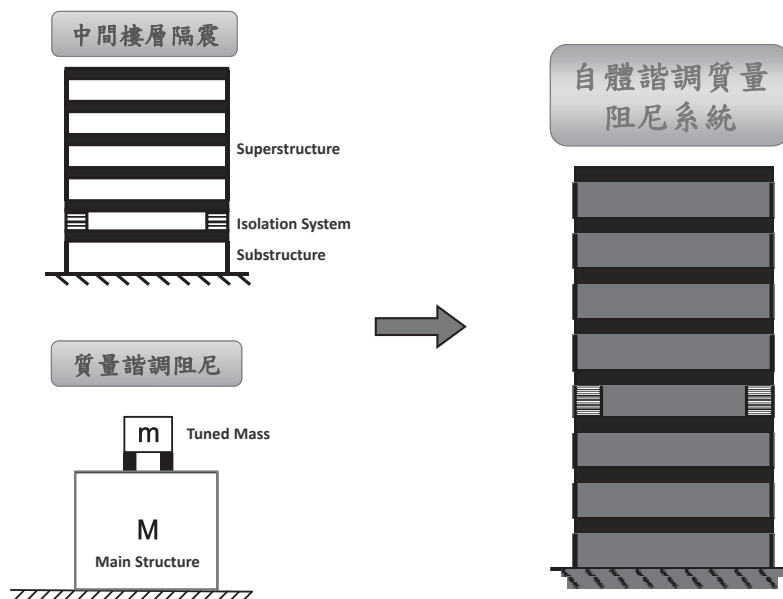 中間樓層隔震
Superstructure
Isolation System
Substructure
質量諧調阻尼
m
Tuned Mass
M
Main Structure
自體諧調質量
阻尼系統